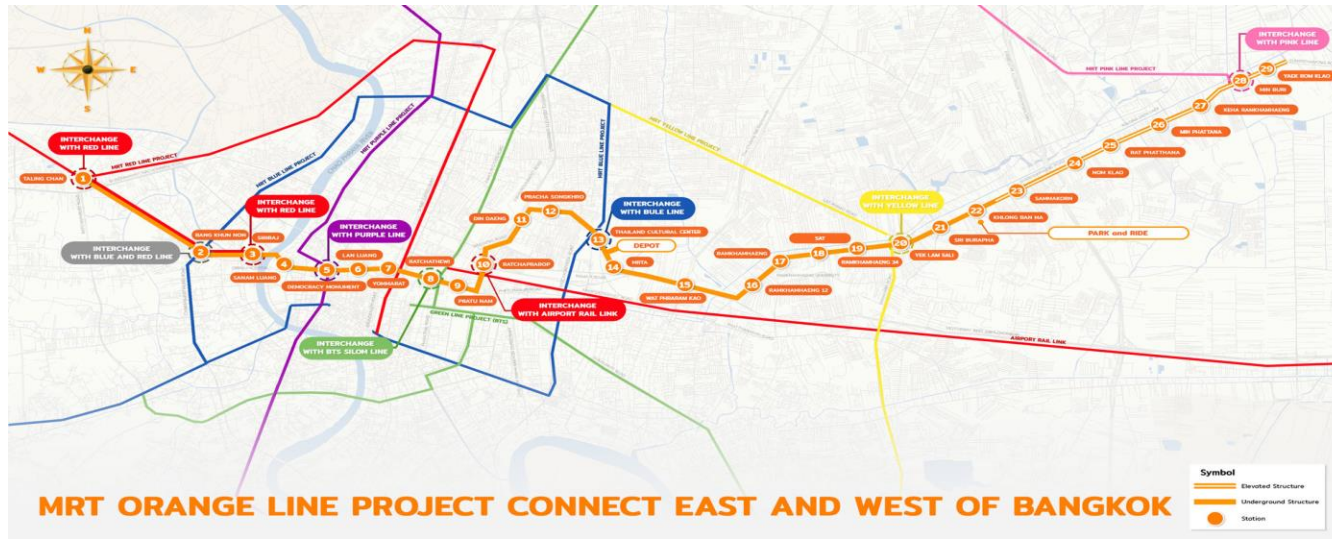 N
W
E
S
INTERCHANGE
WITH RED LINE
MRT RED LINE PROJECT
TALING CHAN
1
INTERCHANGE
WITH BLUE AND RED LINE
BANG KHUN NON
2
MRT BLUE LINE PROJECT
INTERCHANGE
WITH RED LINE
SIRIRAJ
3
SANAM LUANG
4
INTERCHANGE
WITH PURPLE LINE
MRT PURPLE LINE PROJECT
5
DEMOCRACY MONUMENT
LAN LUANG
6
7
YOMMARAT
RATCHATHEWI
8
INTERCHANGE
WITH BTS SILOM LINE
9
PRATU NAM
GREEN LINE PROJECT (BTS)
10
RATCHAPRAROP
INTERCHANGE
WITH AIRPORT RAIL LINK
DIN DAENG
11
PRACHA SONGKHRO
12
MRT BLUE LINE PROJECT
INTERCHANGE
WITH BULE LINE
13
THAILAND CULTURAL CENTER
DEPOT
14
MRTA
15
WAT PHRARAM KAO
16
RAMKHAMHAENG 12
RAMKHAMHAENG
17
SAT
18
19
RAMKHAMHAENG 34
MRT YELLOW LINE PROJECT
INTERCHANGE
WITH YELLOW LINE
20
YEK LAM SALI
21
SRI BURAPHA
22
KHLONG BAN MA
PARK and RIDE
23
SAMMAKORN
24
NOM KLAO
25
RAT PHATTHANA
26
MIN PHATTANA
27
KEHA RAMKHAMHAENG
MRT PINK LINE PROJECT
INTERCHANGE
WITH PINK LINE
28
MIN BURI
29
YAEK ROM KLAO
AIRPORY RAIL LINK
MRT ORANGE LINE PROJECT CONNECT EAST AND WEST OF BANGKOK
Symbol
Elevated Structure
Underground Structure
Station